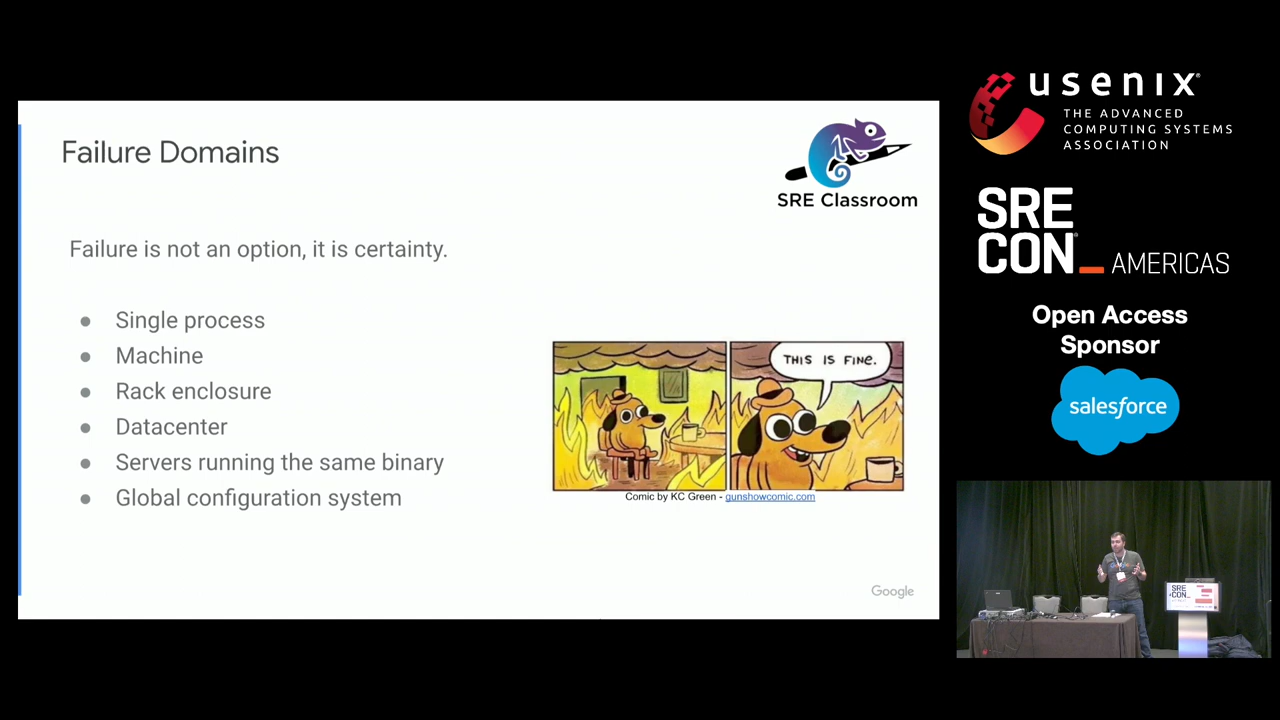 Failure Domains
SRE Classroom
Failure is not an option, it is certainty.
● Single process
● Machine
● Rack enclosure
● Datacenter
● Servers running the same binary
● Global configuration system
THIS IS FINE.
Comic by KC Green - gunshowcomic.com
Google
usenix®
THE ADVANCED
COMPUTING SYSTEMS
ASSOCIATION
SRE
CON
AMERICAS
Open Access
Sponsor
salesforce
SRE
CON